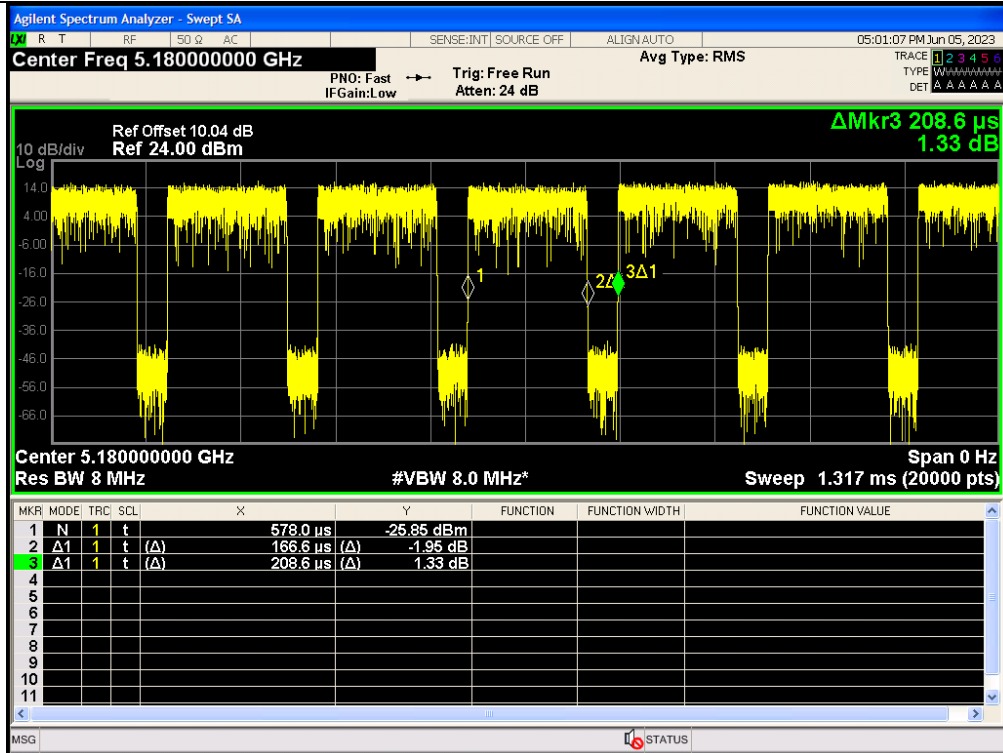 Agilent Spectrum Analyzer - Swept SA
LXI R T RF 50 Ω AC SENSE:INT SOURCE OFF ALIGN AUTO 05:01:07 PM Jun 05, 2023
Center Freq 5.180000000 GHz
Avg Type: RMS
TRACE 1 2 3 4 5 6
PNO: Fast
Trig: Free Run
TYPE W
IFGain:Low
Atten: 24 dB
DET A A A A A A
ΔMkr3 208.6 µs
1.33 dB
Ref Offset 10.04 dB
10 dB/div Ref 24.00 dBm
Log
14.0
4.00
-6.00
-16.0
-26.0
-36.0
-46.0
-56.0
-66.0
1
2Δ
3Δ1
Center 5.180000000 GHz Span 0 Hz
Res BW 8 MHz #VBW 8.0 MHz* Sweep 1.317 ms (20000 pts)
MKR MODE TRC SCL X Y FUNCTION FUNCTION WIDTH FUNCTION VALUE
1 N 1 t 578.0 µs -25.85 dBm
2 Δ1 1 t (Δ) 166.6 µs (Δ) -1.95 dB
3 Δ1 1 t (Δ) 208.6 µs (Δ) 1.33 dB
4
5
6
7
8
9
10
11
MSG STATUS